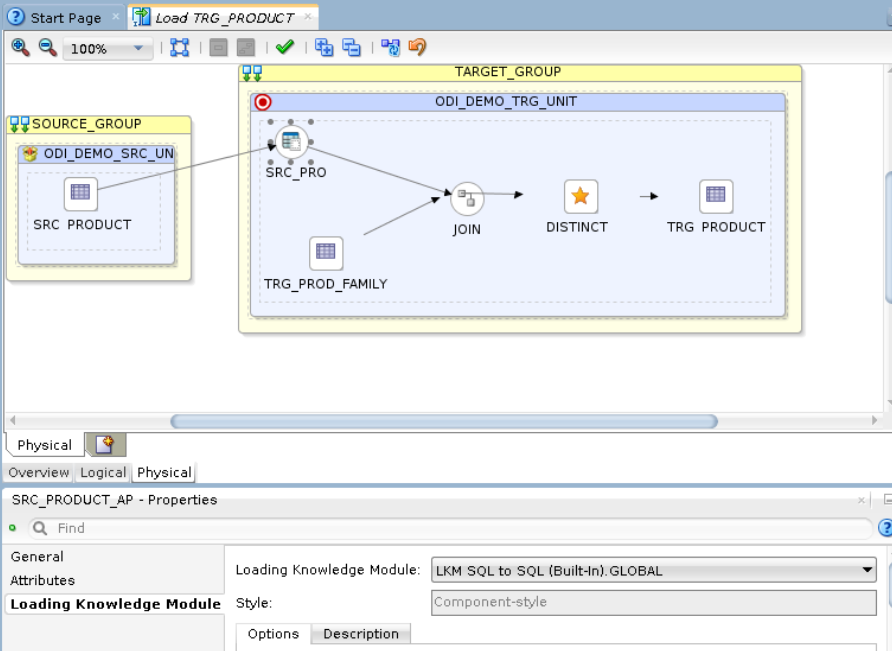 Start Page
Load TRG_PRODUCT
100%
TARGET_GROUP
ODI_DEMO_TRG_UNIT
SOURCE_GROUP
ODI_DEMO_SRC_UN
SRC_PRO
SRC_PRODUCT
JOIN
DISTINCT
TRG_PRODUCT
TRG_PROD_FAMILY
Physical
Overview Logical Physical
SRC_PRODUCT_AP - Properties
Find
General
Attributes
Loading Knowledge Module
Loading Knowledge Module: LKM SQL to SQL (Built-In).GLOBAL
Style: Component-style
Options Description